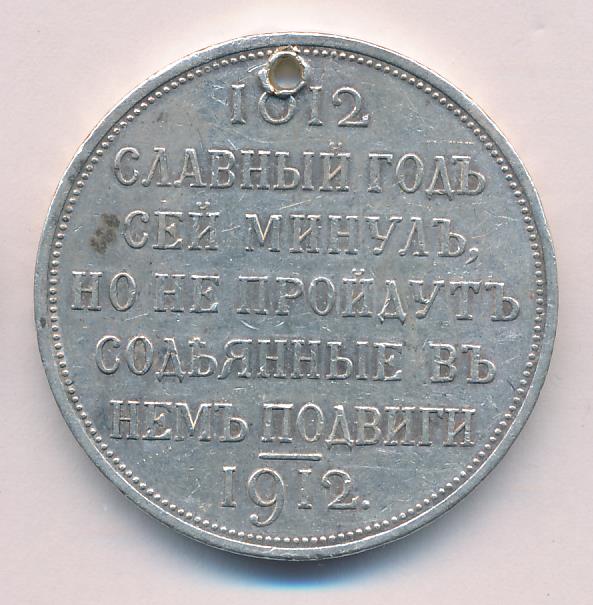 1812
СЛАВНЫЙ ГОДЪ
СЕЙ МИНУЛЪ,
НО НЕ ПРОЙДУТЪ
СОДѢЯННЫЕ ВЪ
НЕМЪ ПОДВИГИ
1912.